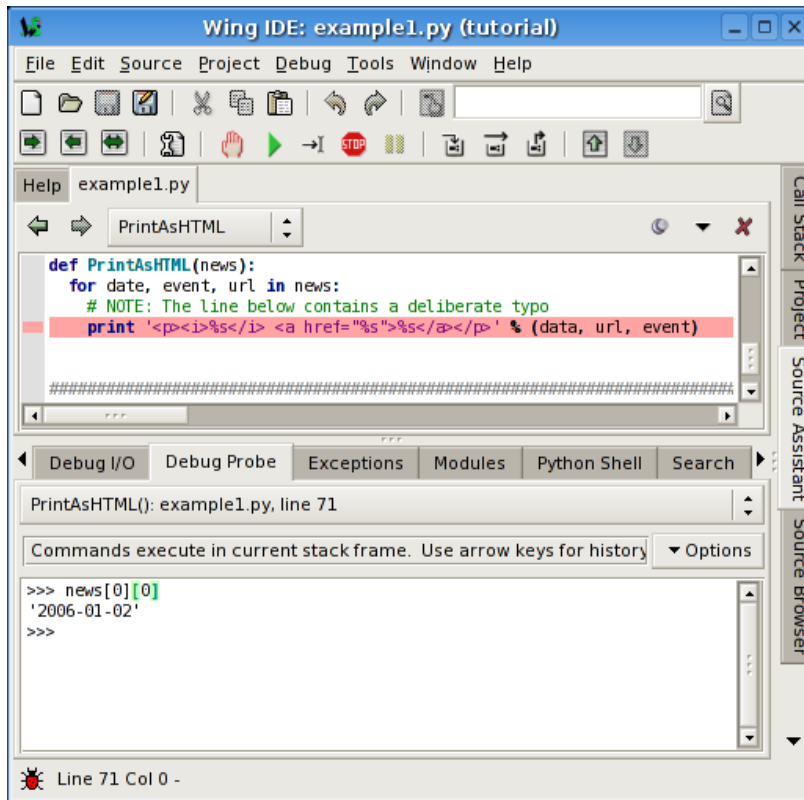 Wing IDE: example1.py (tutorial)
File Edit Source Project Debug Tools Window Help
STOP
Help example1.py
PrintAsHTML
def PrintAsHTML(news):
  for date, event, url in news:
    # NOTE: The line below contains a deliberate typo
    print '<p><i>%s</i> <a href="%s">%s</a></p>' % (data, url, event)
########################################################################
Call Stack
Project
Source Assistant
Source Browser
Debug I/O Debug Probe Exceptions Modules Python Shell Search
PrintAsHTML(): example1.py, line 71
Commands execute in current stack frame. Use arrow keys for history
Options
>>> news[0][0]
'2006-01-02'
>>>
Line 71 Col 0 -